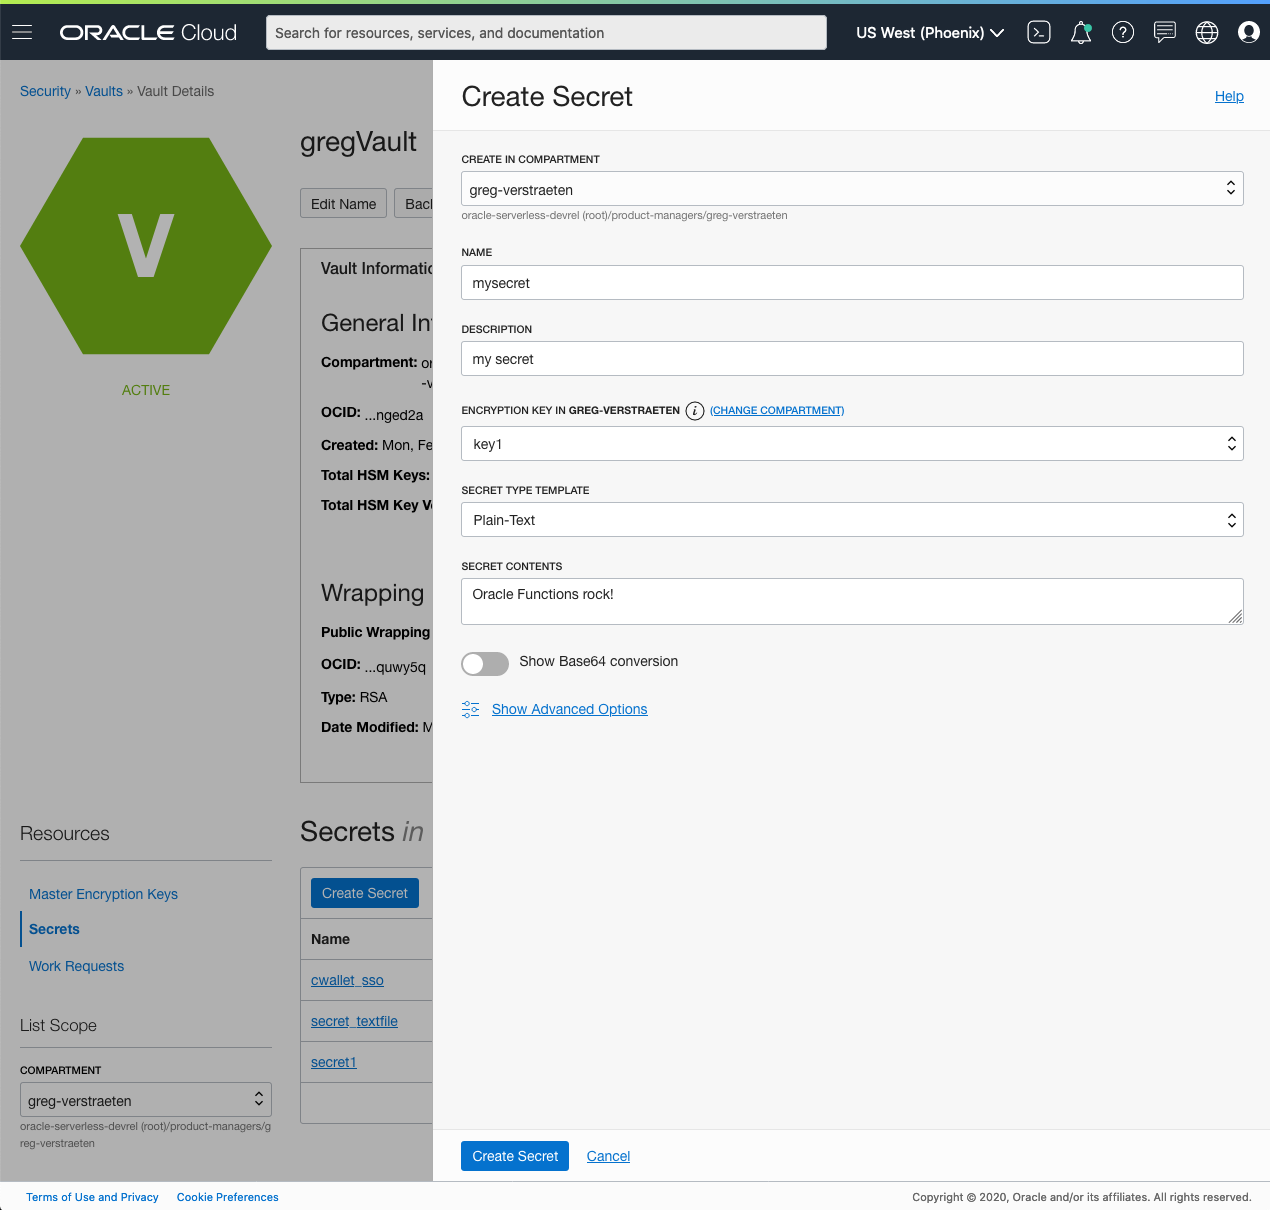 ORACLE Cloud
Search for resources, services, and documentation
US West (Phoenix)
Security » Vaults » Vault Details
V
ACTIVE
gregVault
Edit Name
Vault
General
Compartment:
OCID: ...nged2a
Created: Mon,
Total HSM Keys:
Total HSM Key
Wrapping
Public Wrapping
OCID: ...quwy5q
Type: RSA
Date Modified:
Resources
Master Encryption Keys
Secrets
Work Requests
List Scope
COMPARTMENT
greg-verstraeten
oracle-serverless-devrel (root)/product-managers/g
reg-verstraeten
Secrets in
Create Secret
Name
cwallet_sso
secret_textfile
secret1
Create Secret
Help
CREATE IN COMPARTMENT
greg-verstraeten
oracle-serverless-devrel (root)/product-managers/greg-verstraeten
NAME
mysecret
DESCRIPTION
my secret
ENCRYPTION KEY IN GREG-VERSTRAETEN i (CHANGE COMPARTMENT)
key1
SECRET TYPE TEMPLATE
Plain-Text
SECRET CONTENTS
Oracle Functions rock!
Show Base64 conversion
Show Advanced Options
Create Secret Cancel
Terms of Use and Privacy Cookie Preferences
Copyright © 2020, Oracle and/or its affiliates. All rights reserved.